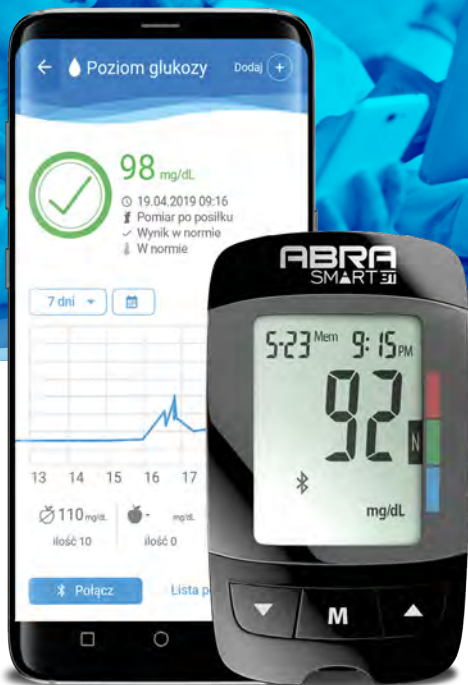 Poziom glukozy
Dodaj +
98 mg/dL
19.04.2019 09:16
Pomiar po posiłku
Wynik w normie
W normie
7 dni
13 14 15 16 17
110 mg/dL
- mg/dL
ilość 10
ilość 0
Połącz
Lista
ABRA
SMART BT
5-23 Mem 9:15 PM
92
N
mg/dL
M